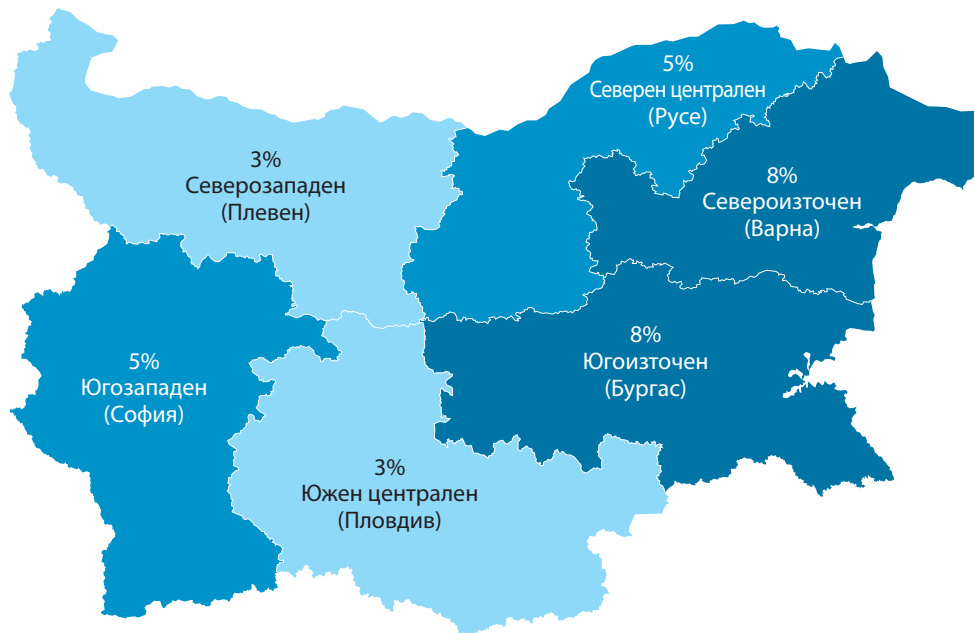 5%
Северен централен
(Русе)
3%
Северозападен
(Плевен)
8%
Североизточен
(Варна)
5%
Югозападен
(София)
8%
Югоизточен
(Бургас)
3%
Южен централен
(Пловдив)